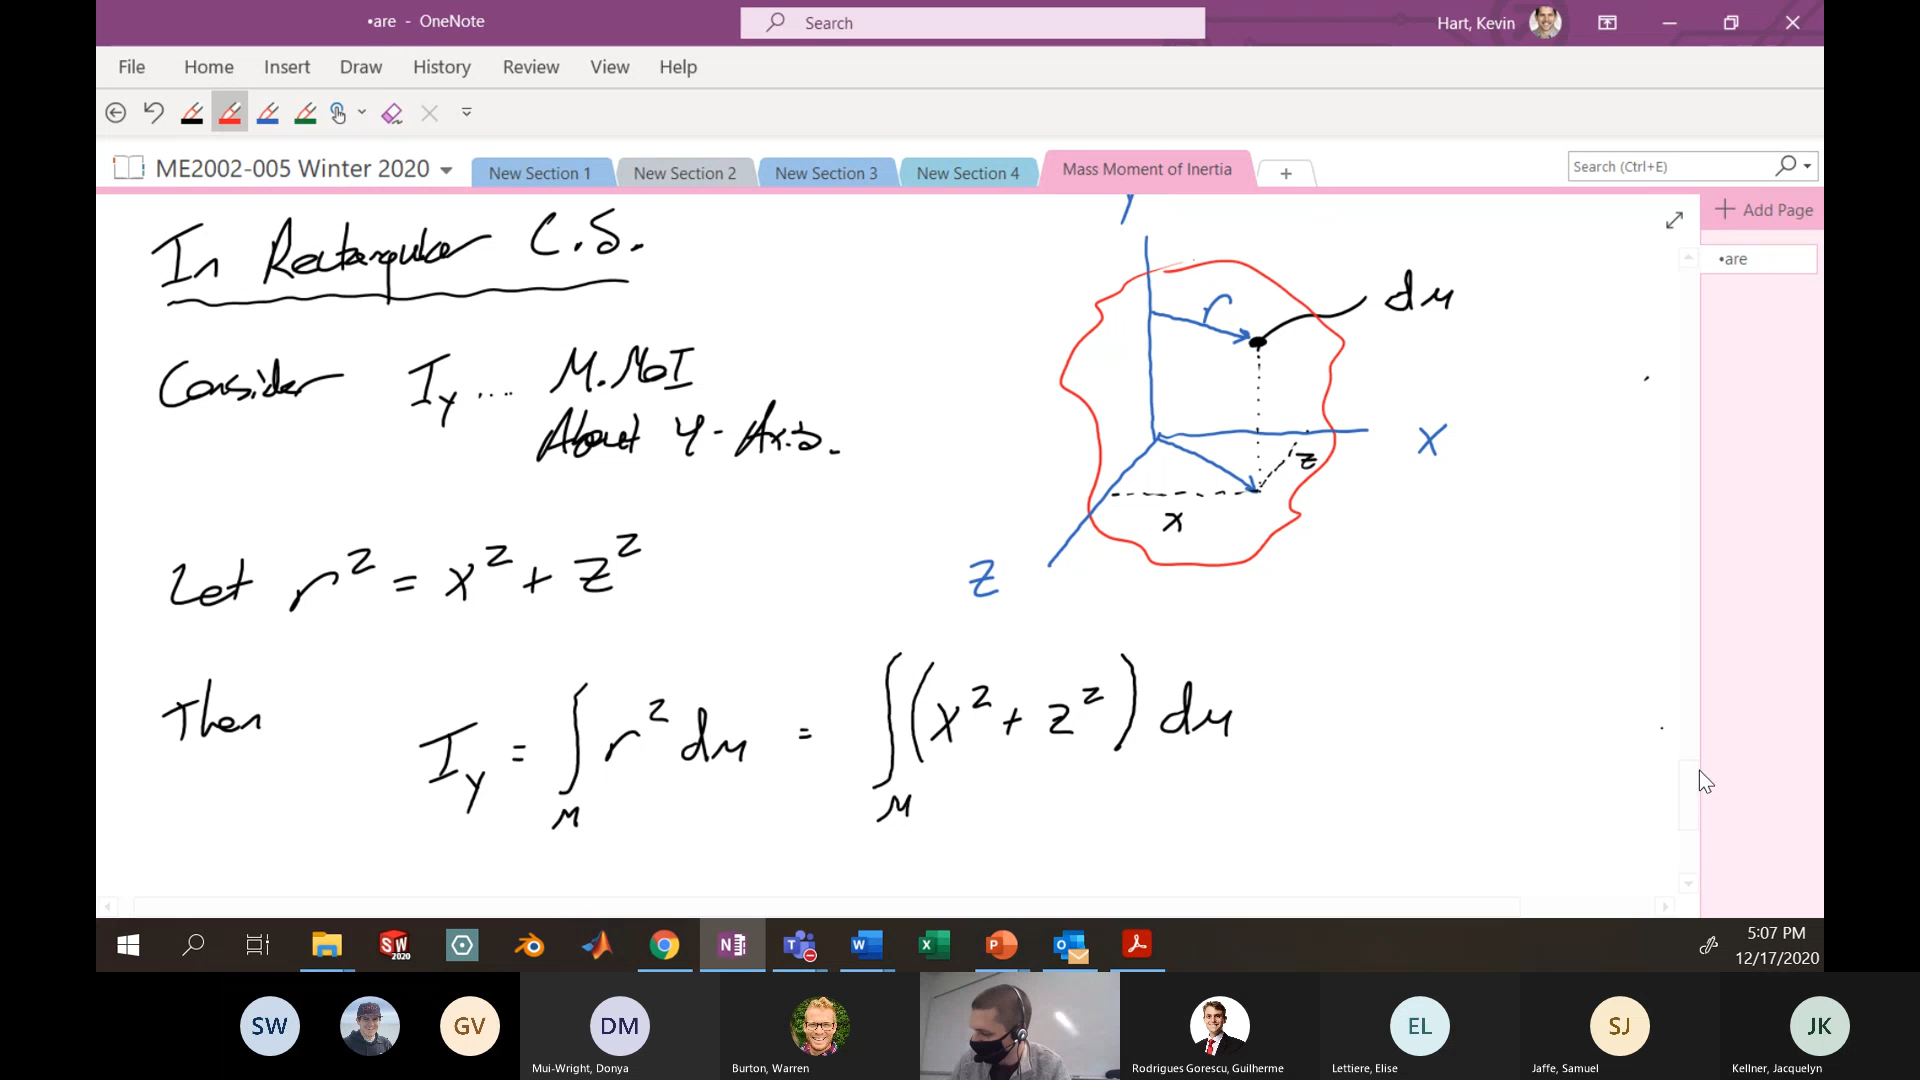 •are - OneNote
Search
Hart, Kevin
File Home Insert Draw History Review View Help
ME2002-005 Winter 2020
New Section 1
New Section 2
New Section 3
New Section 4
Mass Moment of Inertia
+
Search (Ctrl+E)
Add Page
•are
In Rectangular C.S.
Consider I_y .... M.MoI
About Y-Axis.
Let r² = x² + z²
Then I_y = ∫_M r² dm = ∫_M (x² + z²) dm
y
r
dm
x
z
x
z
5:07 PM
12/17/2020
SW
GV
DM
EL
SJ
JK
Mui-Wright, Donya
Burton, Warren
Rodrigues Gorescu, Guilherme
Lettiere, Elise
Jaffe, Samuel
Kellner, Jacquelyn